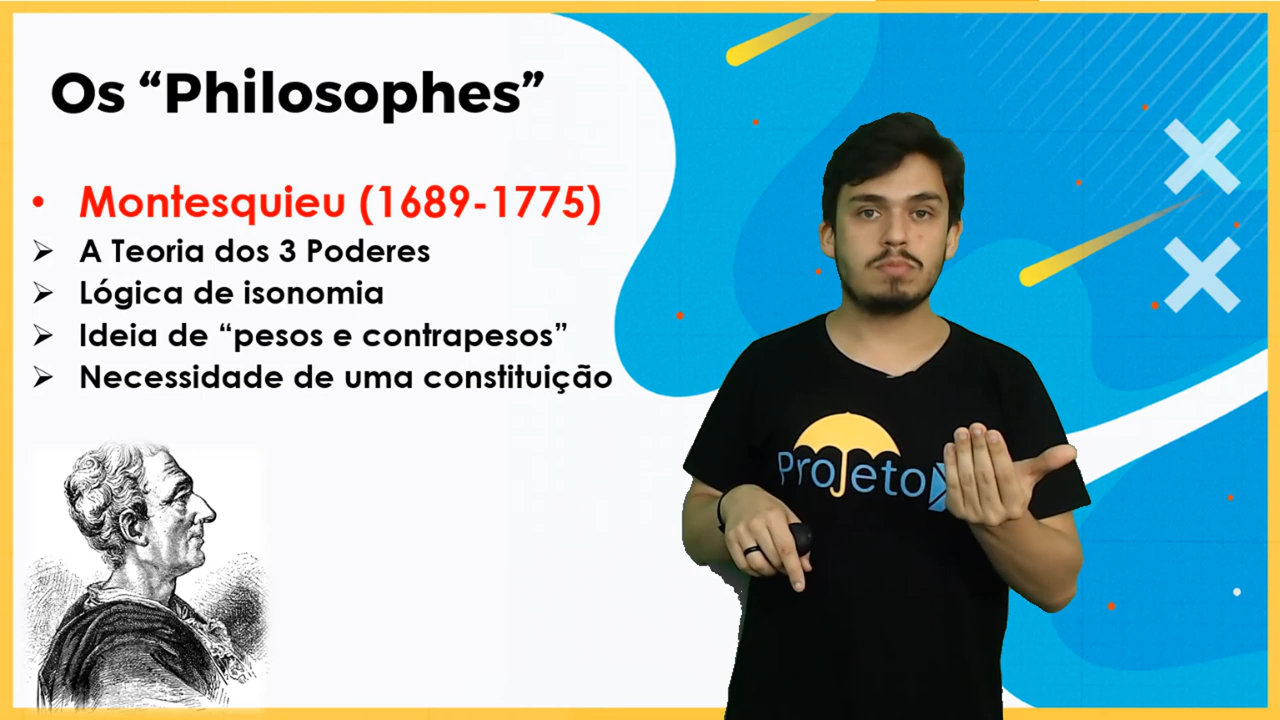 Os “Philosophes”
• Montesquieu (1689-1775)
➢ A Teoria dos 3 Poderes
➢ Lógica de isonomia
➢ Ideia de “pesos e contrapesos”
➢ Necessidade de uma constituição
Projeto